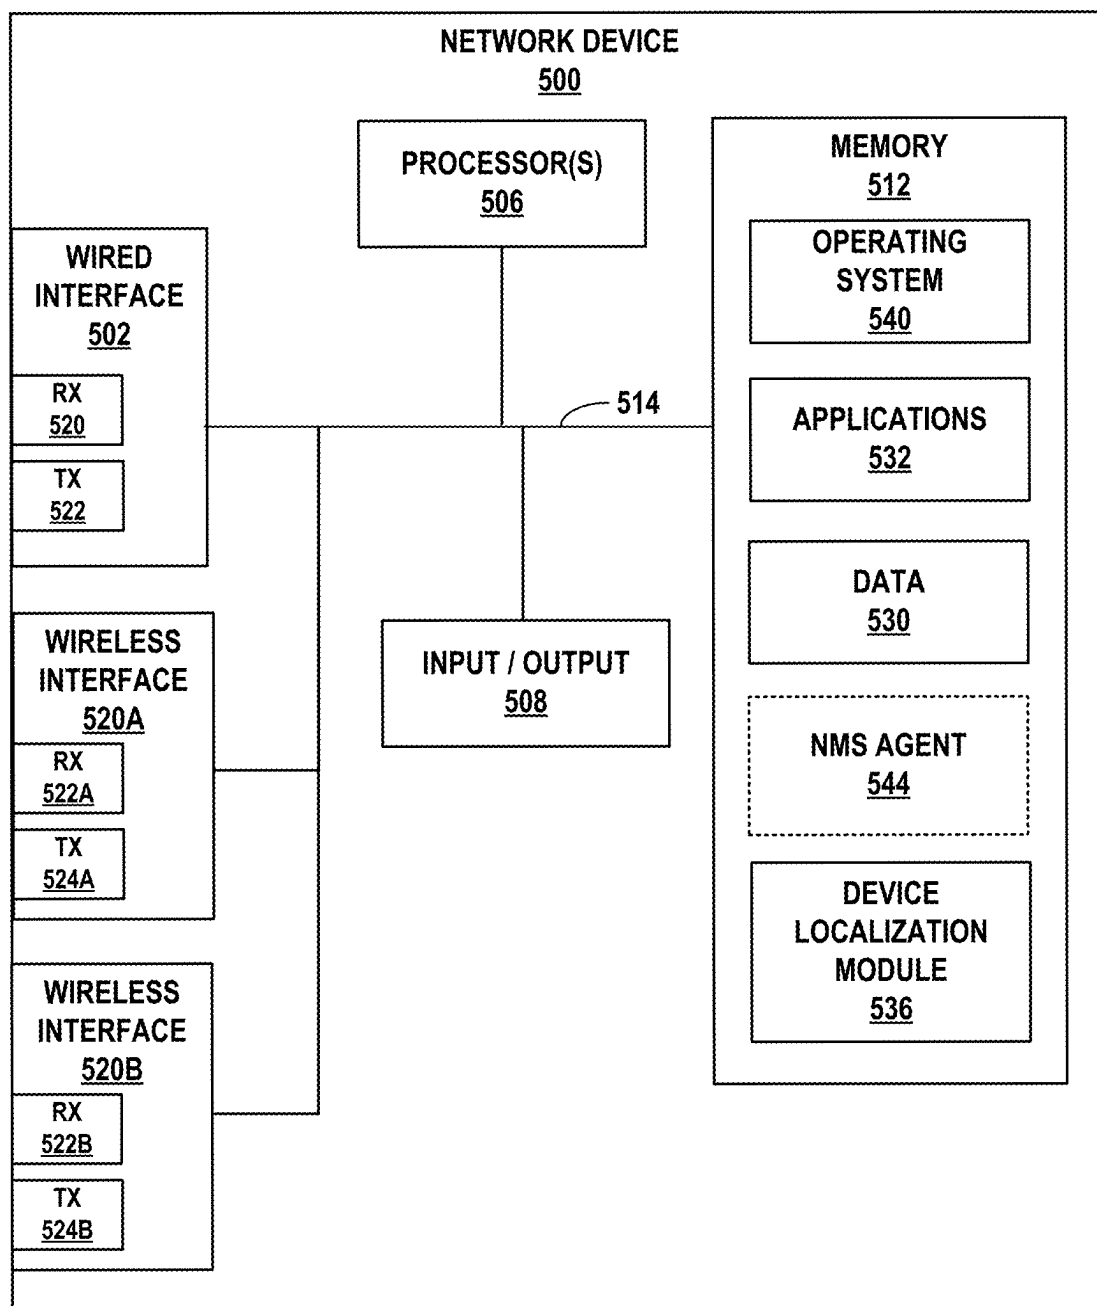 NETWORK DEVICE
500
PROCESSOR(S)
506
MEMORY
512
OPERATING
SYSTEM
540
APPLICATIONS
532
DATA
530
NMS AGENT
544
DEVICE
LOCALIZATION
MODULE
536
WIRED
INTERFACE
502
RX
520
TX
522
514
INPUT / OUTPUT
508
WIRELESS
INTERFACE
520A
RX
522A
TX
524A
WIRELESS
INTERFACE
520B
RX
522B
TX
524B